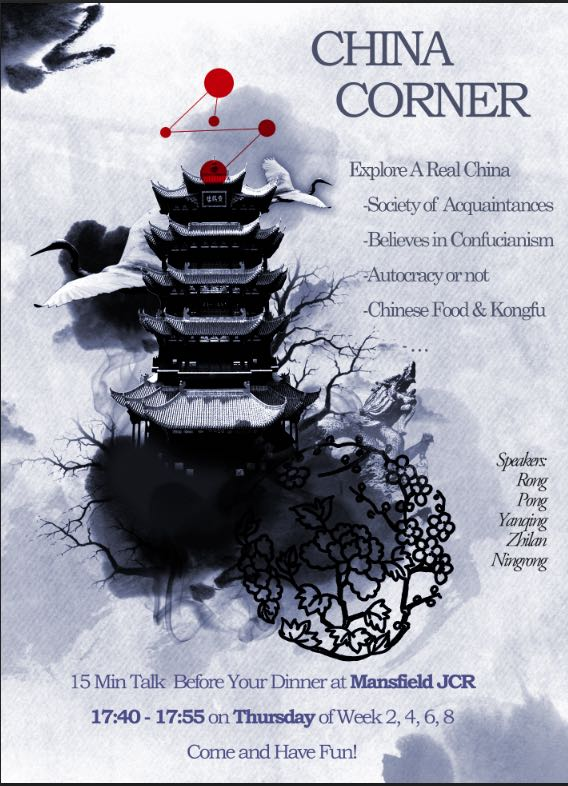 CHINA
CORNER
Explore A Real China
-Society of Acquaintances
-Believes in Confucianism
-Autocracy or not
-Chinese Food & Kongfu
-...
Speakers:
Rong
Pong
Yanqing
Zhilan
Ningrong
15 Min Talk Before Your Dinner at Mansfield JCR
17:40 - 17:55 on Thursday of Week 2, 4, 6, 8
Come and Have Fun!